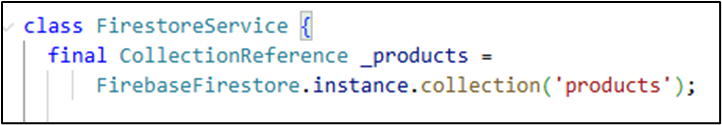 class FirestoreService {
final CollectionReference _products =
FirebaseFirestore.instance.collection('products');